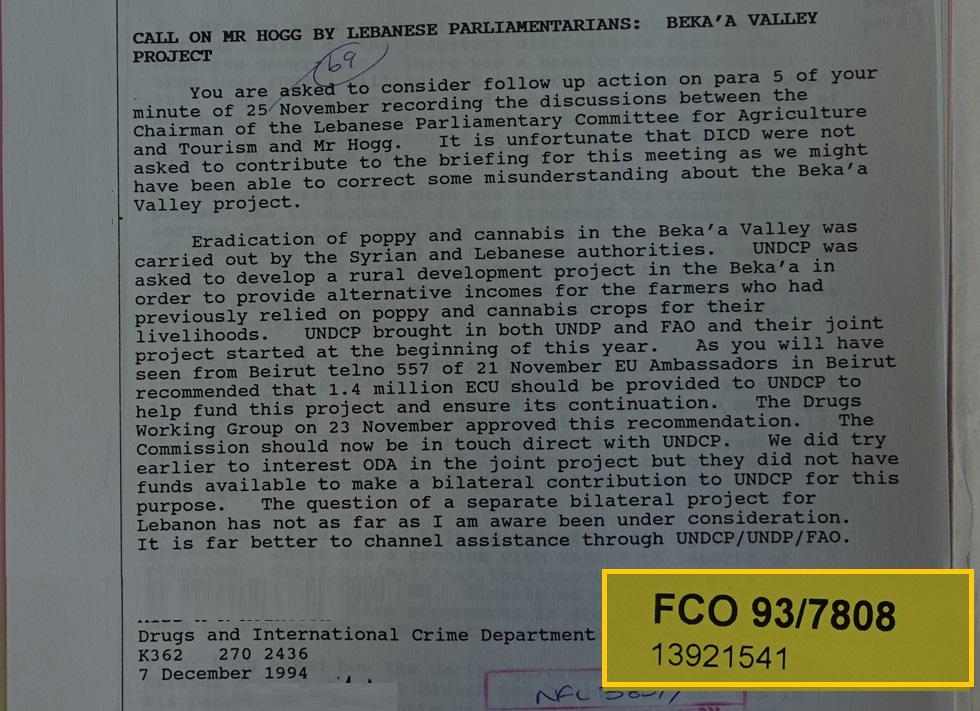 CALL ON MR HOGG BY LEBANESE PARLIAMENTARIANS: BEKA'A VALLEY
PROJECT
69
You are asked to consider follow up action on para 5 of your
minute of 25 November recording the discussions between the
Chairman of the Lebanese Parliamentary Committee for Agriculture
and Tourism and Mr Hogg. It is unfortunate that DICD were not
asked to contribute to the briefing for this meeting as we might
have been able to correct some misunderstanding about the Beka'a
Valley project.
Eradication of poppy and cannabis in the Beka'a Valley was
carried out by the Syrian and Lebanese authorities. UNDCP was
asked to develop a rural development project in the Beka'a in
order to provide alternative incomes for the farmers who had
previously relied on poppy and cannabis crops for their
livelihoods. UNDCP brought in both UNDP and FAO and their joint
project started at the beginning of this year. As you will have
seen from Beirut telno 557 of 21 November EU Ambassadors in Beirut
recommended that 1.4 million ECU should be provided to UNDCP to
help fund this project and ensure its continuation. The Drugs
Working Group on 23 November approved this recommendation. The
Commission should now be in touch direct with UNDCP. We did try
earlier to interest ODA in the joint project but they did not have
funds available to make a bilateral contribution to UNDCP for this
purpose. The question of a separate bilateral project for
Lebanon has not as far as I am aware been under consideration.
It is far better to channel assistance through UNDCP/UNDP/FAO.
Drugs and International Crime Department
K362 270 2436
7 December 1994
FCO 93/7808
13921541